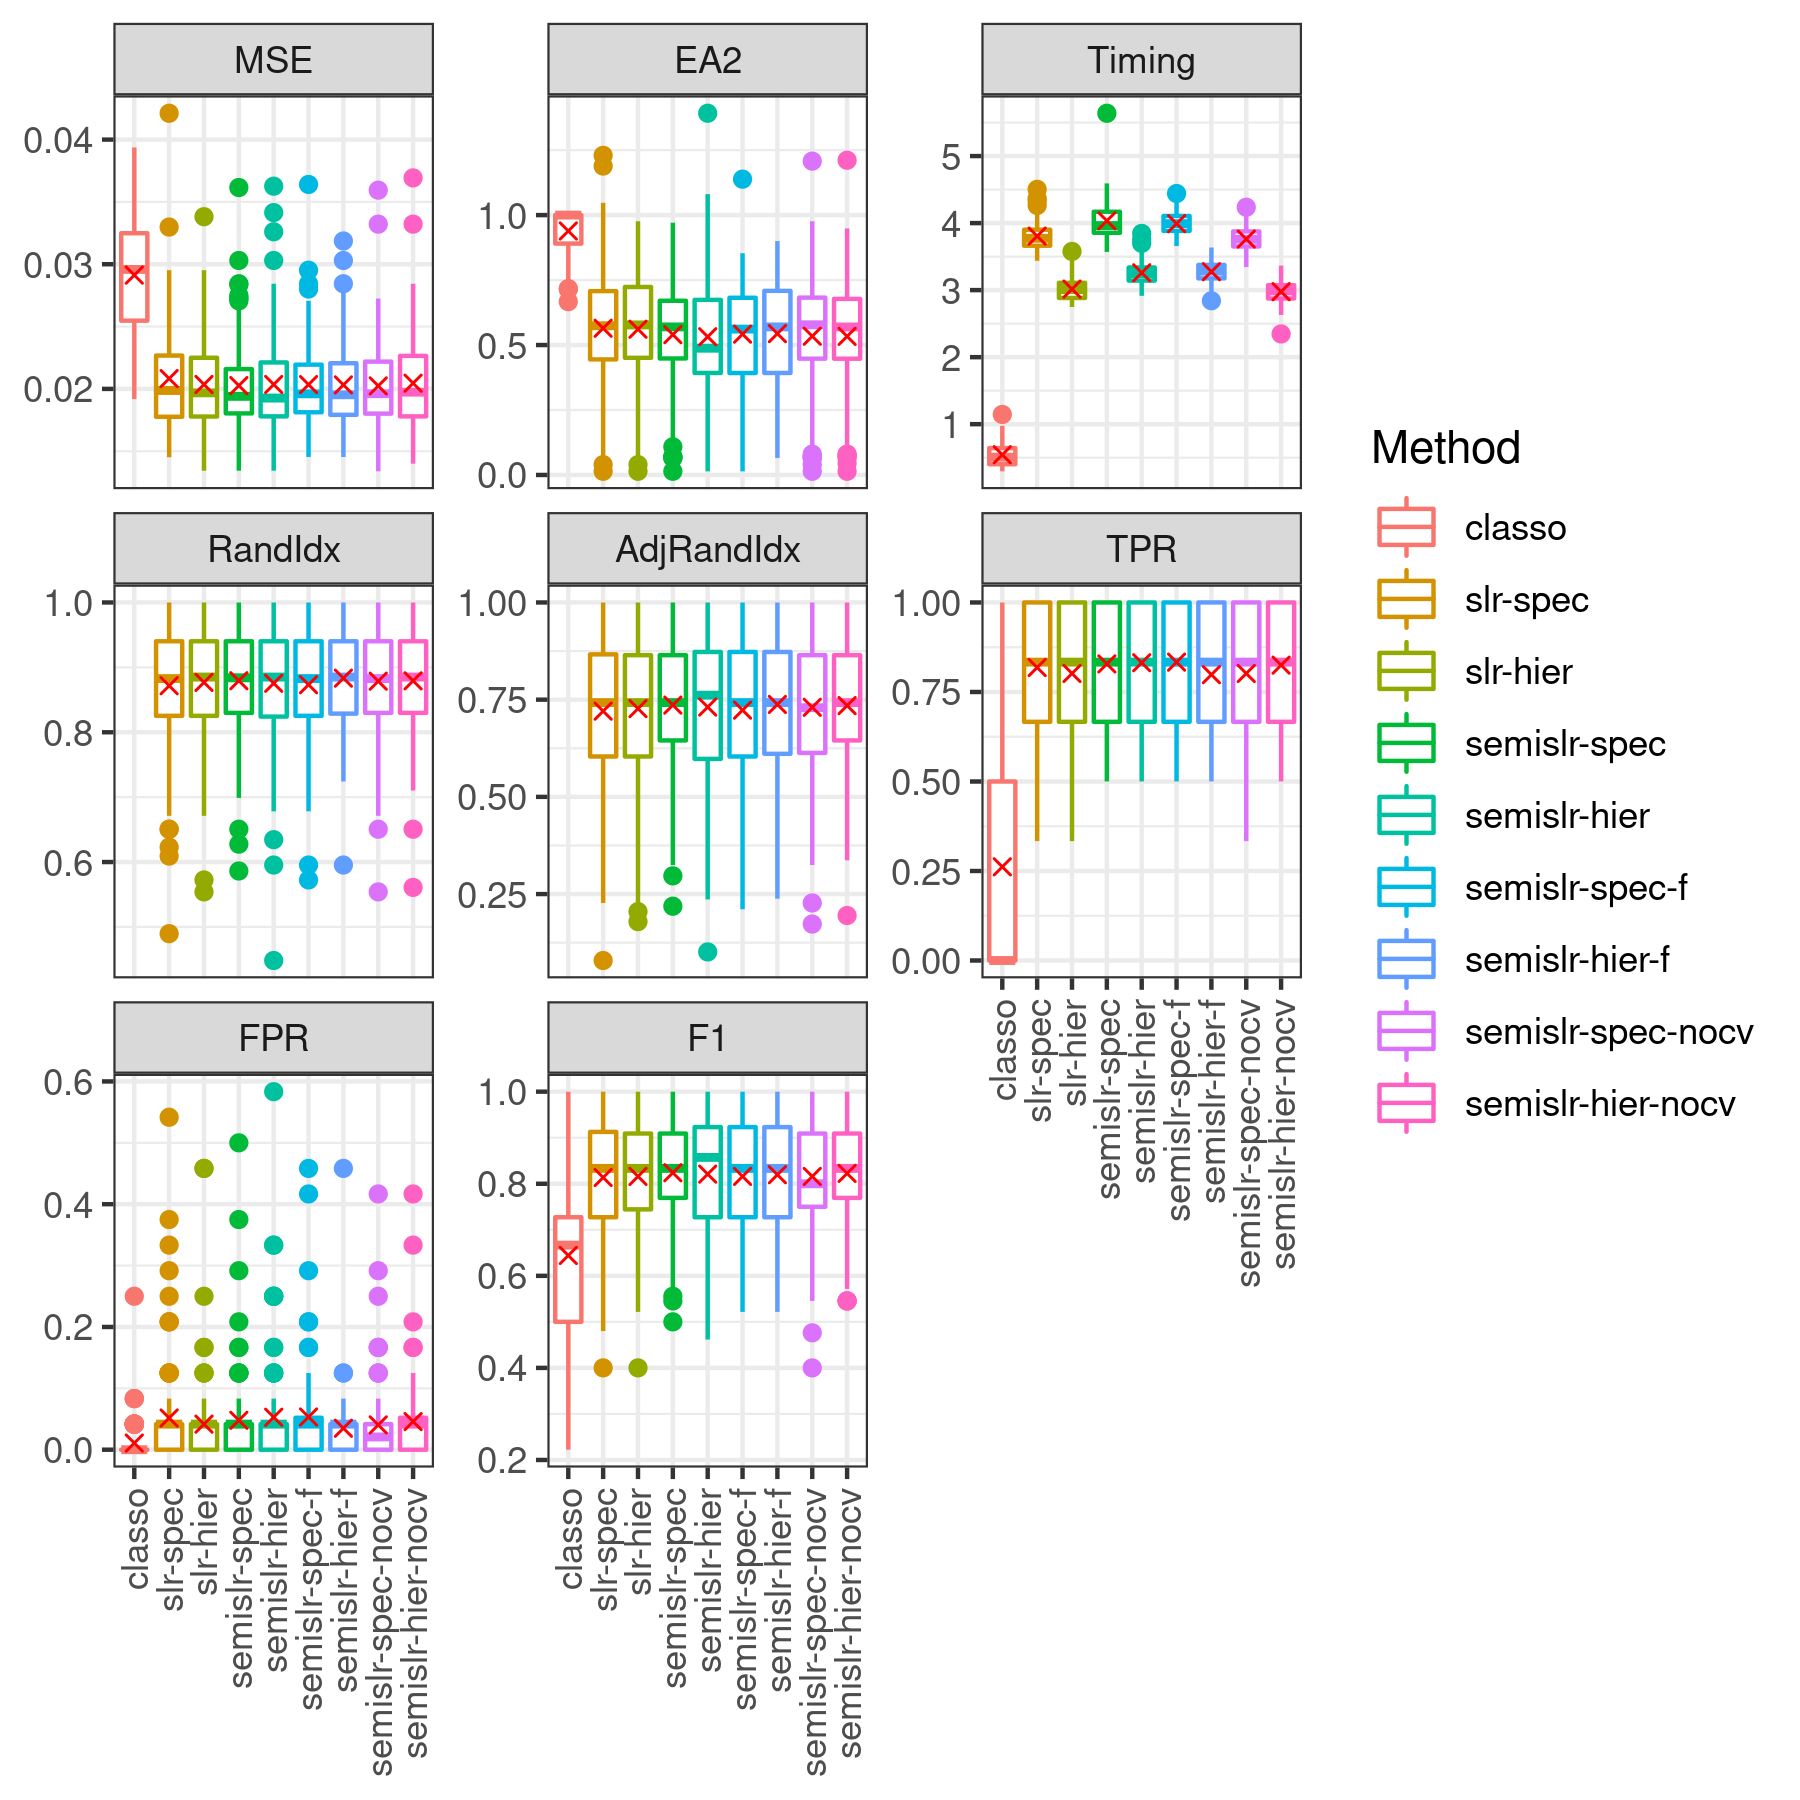 MSE
EA2
Timing
0.04
0.03
0.02
1.0
0.5
0.0
5
4
3
2
1
RandIdx
AdjRandIdx
TPR
1.0
0.8
0.6
1.00
0.75
0.50
0.25
1.00
0.75
0.50
0.25
0.00
classo
slr-spec
slr-hier
semislr-spec
semislr-hier
semislr-spec-f
semislr-hier-f
semislr-spec-nocv
semislr-hier-nocv
FPR
F1
0.6
0.4
0.2
0.0
1.0
0.8
0.6
0.4
0.2
classo
slr-spec
slr-hier
semislr-spec
semislr-hier
semislr-spec-f
semislr-hier-f
semislr-spec-nocv
semislr-hier-nocv
classo
slr-spec
slr-hier
semislr-spec
semislr-hier
semislr-spec-f
semislr-hier-f
semislr-spec-nocv
semislr-hier-nocv
Method
classo
slr-spec
slr-hier
semislr-spec
semislr-hier
semislr-spec-f
semislr-hier-f
semislr-spec-nocv
semislr-hier-nocv